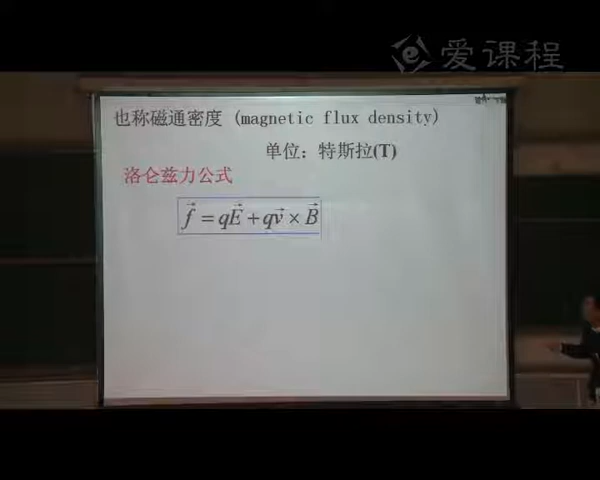 爱课程
也称磁通密度 (magnetic flux density)
单位：特斯拉(T)
洛仑兹力公式
f⃗ = qE⃗ + qv⃗ × B⃗